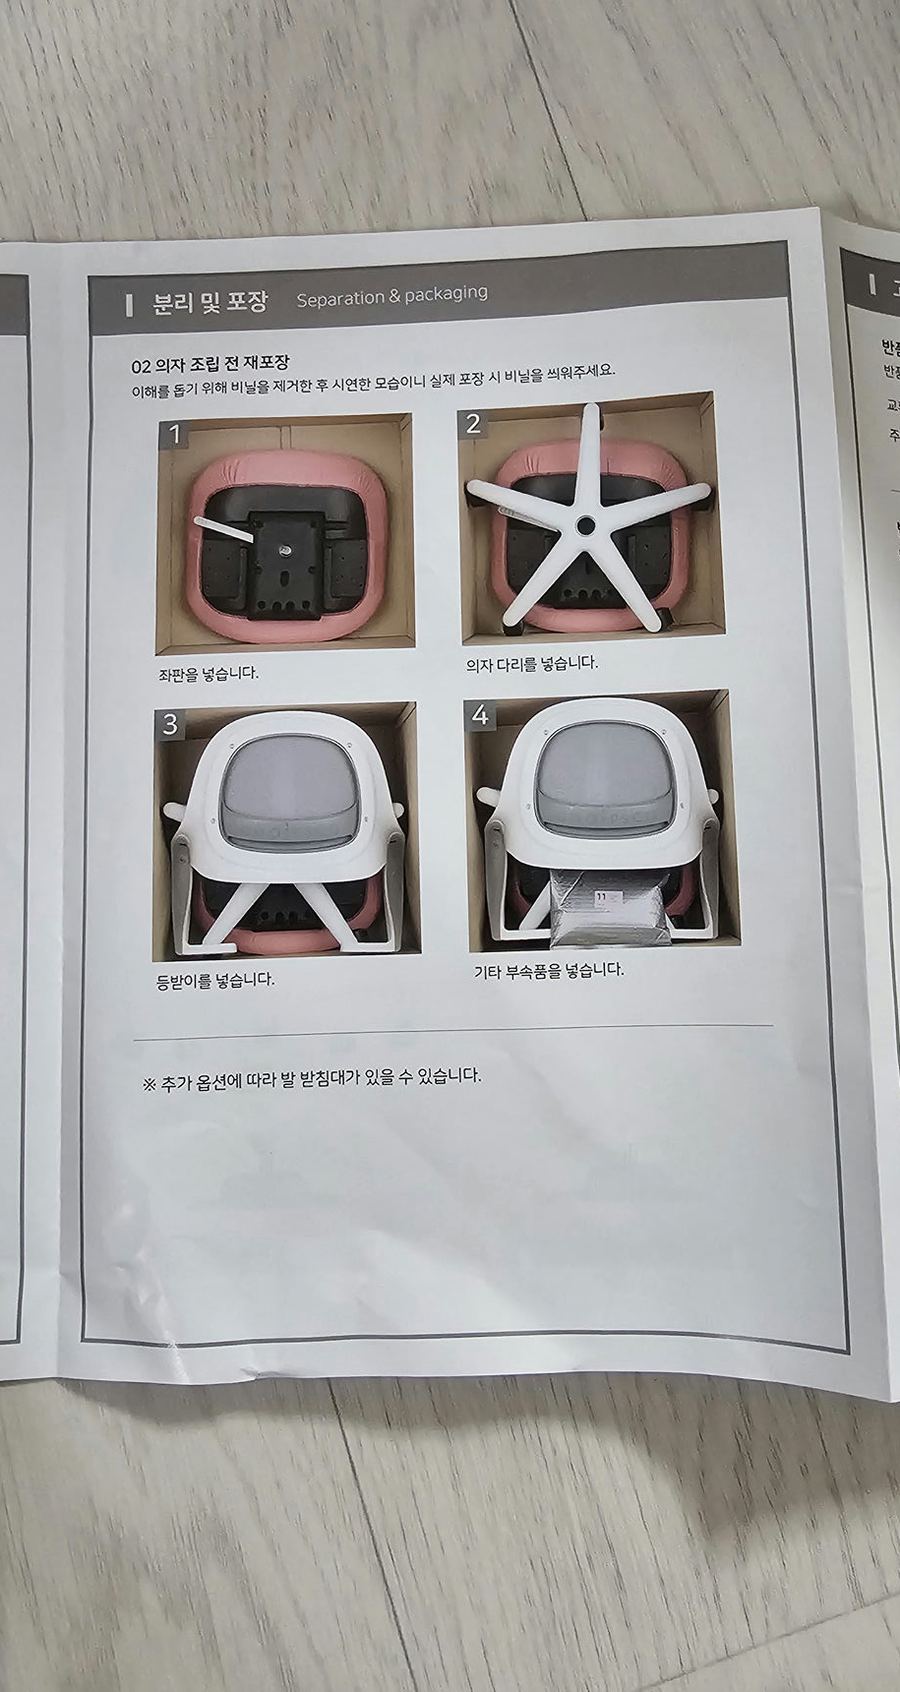 분리 및 포장 Separation & packaging
02 의자 조립 전 재포장
이해를 돕기 위해 비닐을 제거한 후 시연한 모습이니 실제 포장 시 비닐을 씌워주세요.
1
2
좌판을 넣습니다.
의자 다리를 넣습니다.
3
4
11
등받이를 넣습니다.
기타 부속품을 넣습니다.
※ 추가 옵션에 따라 발 받침대가 있을 수 있습니다.